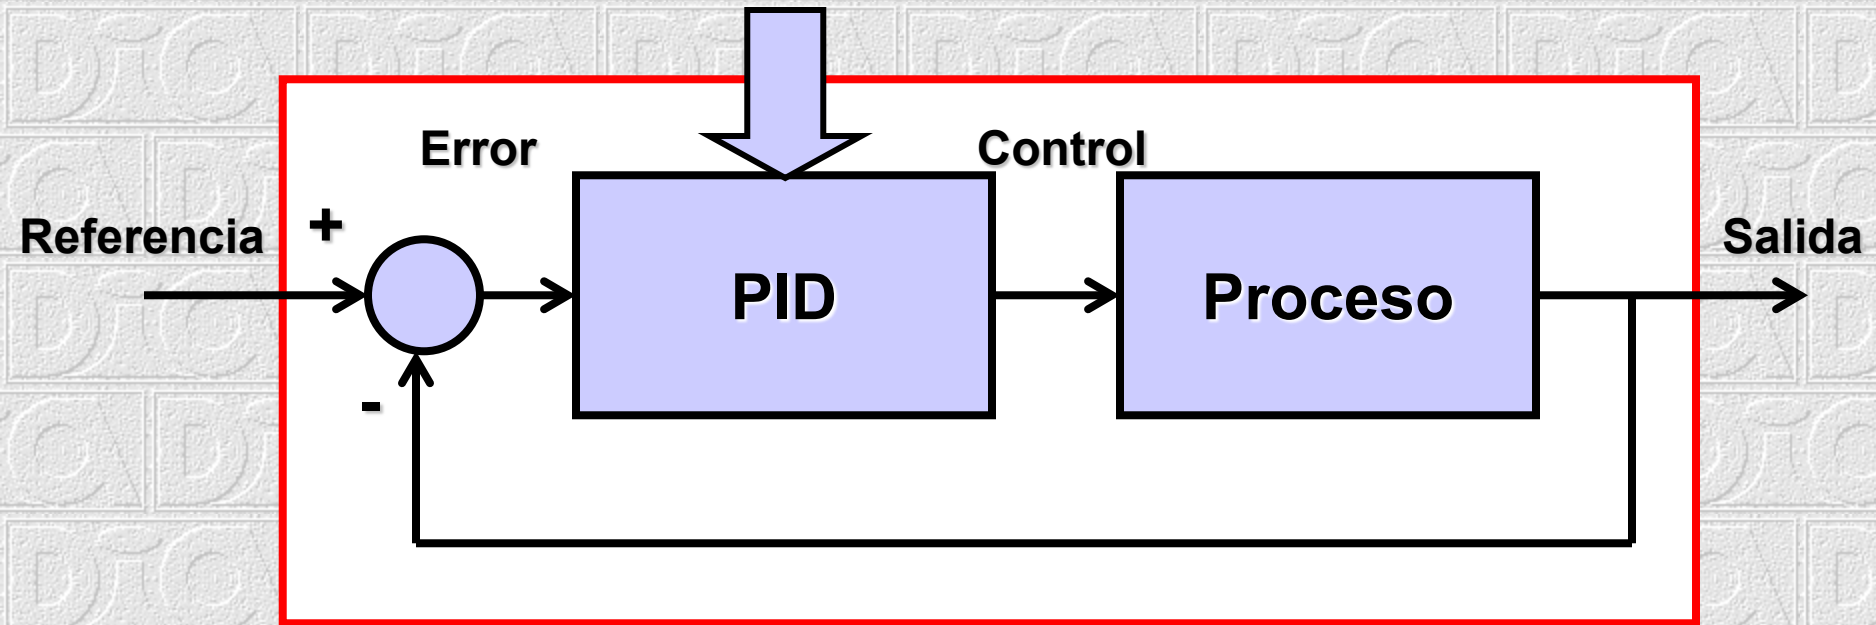 Error
Control
Referencia
+
Salida
PID
Proceso
-